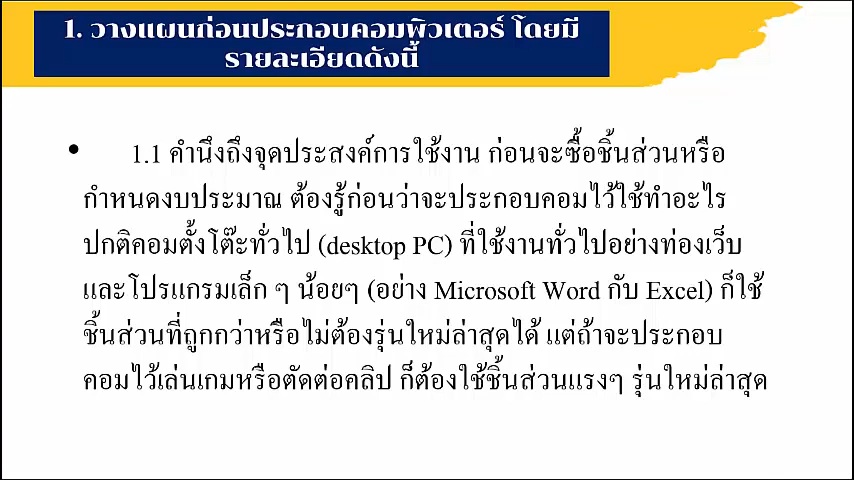 1. วางแผนก่อนประกอบคอมพิวเตอร์ โดยมี
รายละเอียดดังนี้
• 1.1 คำนึงถึงจุดประสงค์การใช้งาน ก่อนจะซื้อชิ้นส่วนหรือ
กำหนดงบประมาณ ต้องรู้ก่อนว่าจะประกอบคอมไว้ใช้ทำอะไร
ปกติคอมตั้งโต๊ะทั่วไป (desktop PC) ที่ใช้งานทั่วไปอย่างท่องเว็บ
และโปรแกรมเล็ก ๆ น้อยๆ (อย่าง Microsoft Word กับ Excel) ก็ใช้
ชิ้นส่วนที่ถูกกว่าหรือไม่ต้องรุ่นใหม่ล่าสุดได้ แต่ถ้าจะประกอบ
คอมไว้เล่นเกมหรือตัดต่อคลิป ก็ต้องใช้ชิ้นส่วนแรงๆ รุ่นใหม่ล่าสุด